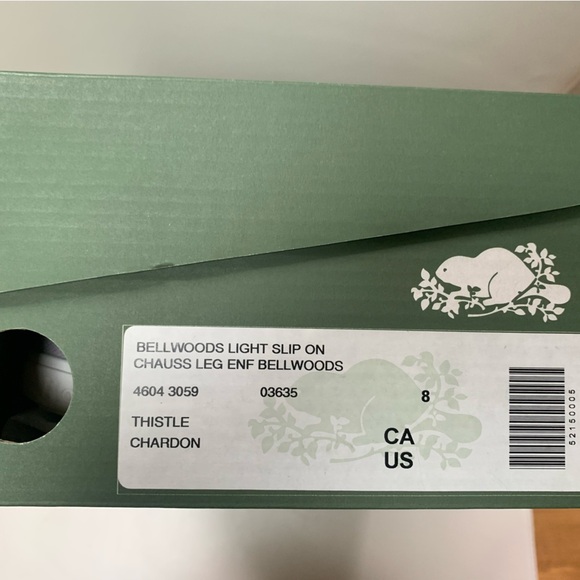 BELLWOODS LIGHT SLIP ON
CHAUSS LEG ENF BELLWOODS
4604 3059 03635 8
THISTLE
CHARDON
CA
US
52150005